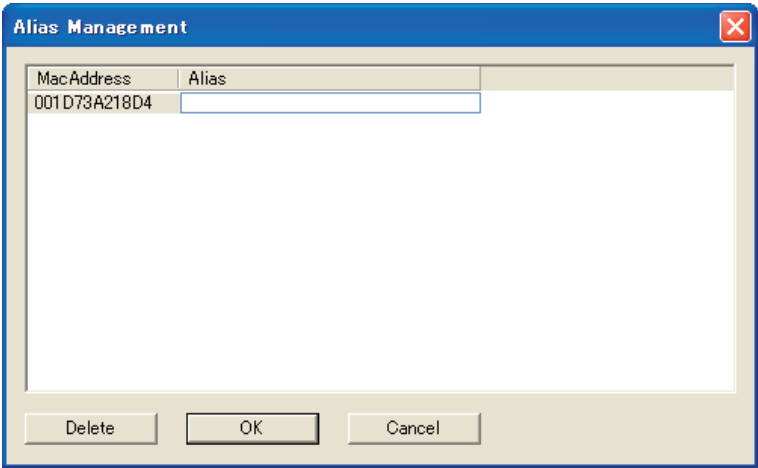 Alias Management
MacAddress Alias
001D73A218D4
Delete OK Cancel